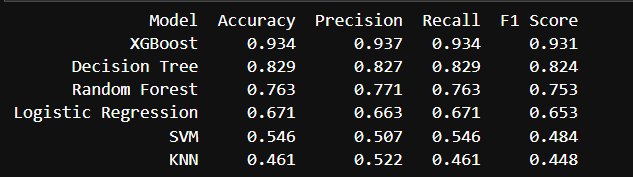 Model Accuracy Precision Recall F1 Score
XGBoost 0.934 0.937 0.934 0.931
Decision Tree 0.829 0.827 0.829 0.824
Random Forest 0.763 0.771 0.763 0.753
Logistic Regression 0.671 0.663 0.671 0.653
SVM 0.546 0.507 0.546 0.484
KNN 0.461 0.522 0.461 0.448